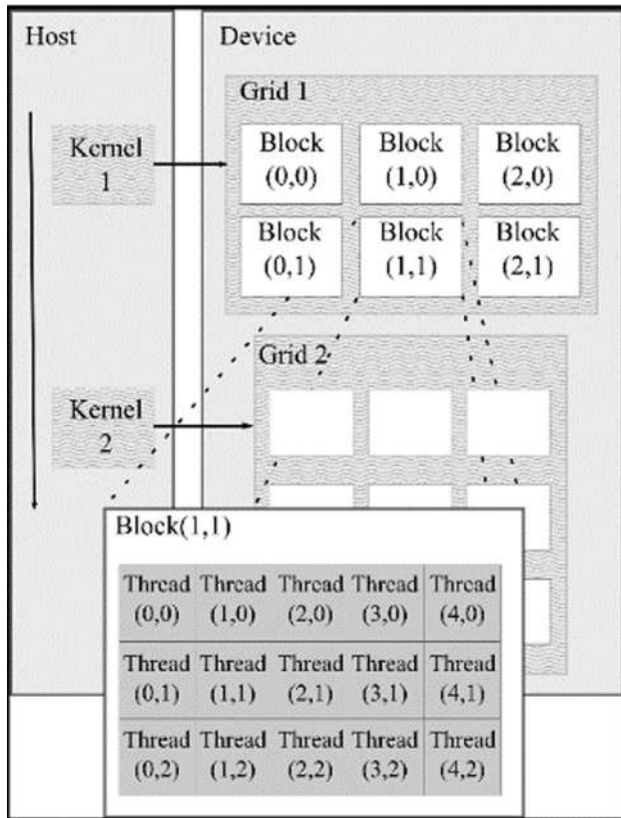 Host
Device
Grid 1
Kernel
1
Block
(0,0)
Block
(1,0)
Block
(2,0)
Block
(0,1)
Block
(1,1)
Block
(2,1)
Grid 2
Kernel
2
Block(1,1)
Thread
(0,0)
Thread
(1,0)
Thread
(2,0)
Thread
(3,0)
Thread
(4,0)
Thread
(0,1)
Thread
(1,1)
Thread
(2,1)
Thread
(3,1)
Thread
(4,1)
Thread
(0,2)
Thread
(1,2)
Thread
(2,2)
Thread
(3,2)
Thread
(4,2)